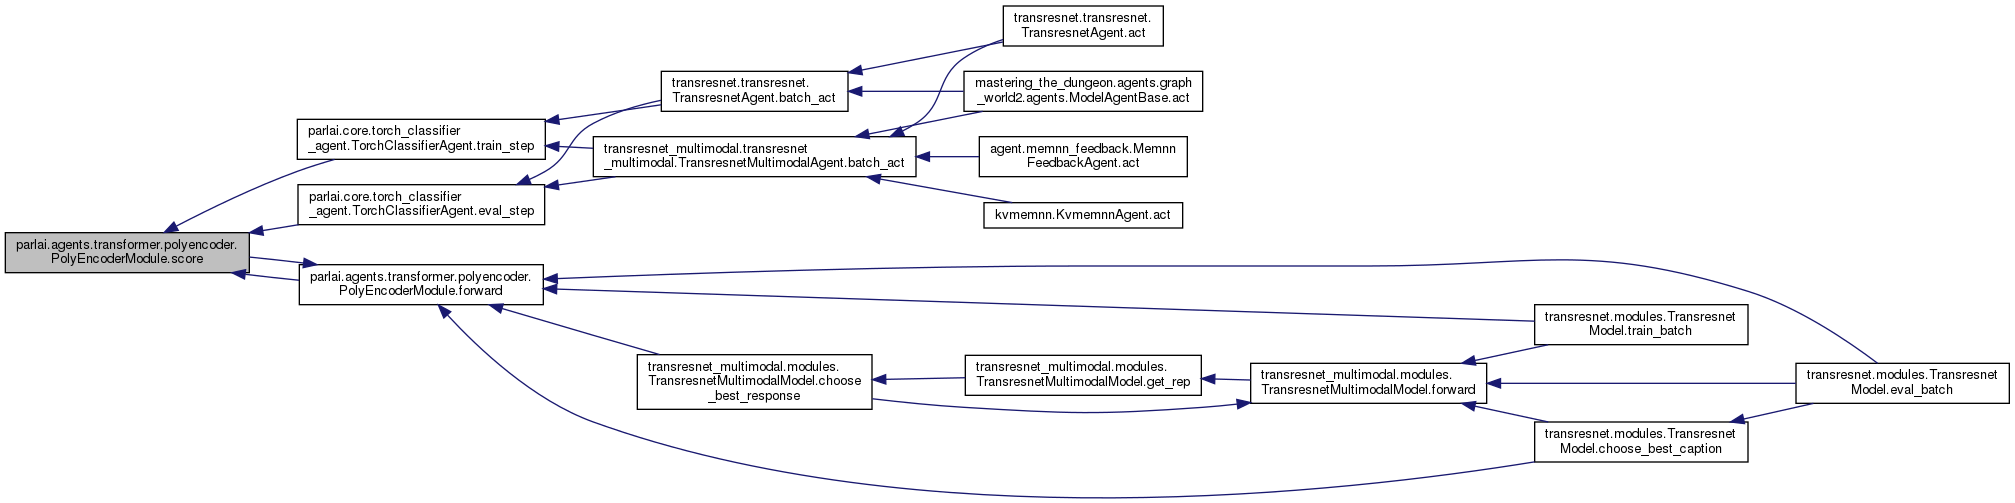 transresnet.transresnet.
TransresnetAgent.act
transresnet.transresnet.
TransresnetAgent.batch_act
mastering_the_dungeon.agents.graph
_world2.agents.ModelAgentBase.act
parlai.core.torch_classifier
_agent.TorchClassifierAgent.train_step
transresnet_multimodal.transresnet
_multimodal.TransresnetMultimodalAgent.batch_act
agent.memnn_feedback.Memnn
FeedbackAgent.act
parlai.core.torch_classifier
_agent.TorchClassifierAgent.eval_step
kvmemnn.KvmemnnAgent.act
parlai.agents.transformer.polyencoder.
PolyEncoderModule.score
parlai.agents.transformer.polyencoder.
PolyEncoderModule.forward
transresnet.modules.Transresnet
Model.train_batch
transresnet_multimodal.modules.
TransresnetMultimodalModel.choose
_best_response
transresnet_multimodal.modules.
TransresnetMultimodalModel.get_rep
transresnet_multimodal.modules.
TransresnetMultimodalModel.forward
transresnet.modules.Transresnet
Model.eval_batch
transresnet.modules.Transresnet
Model.choose_best_caption